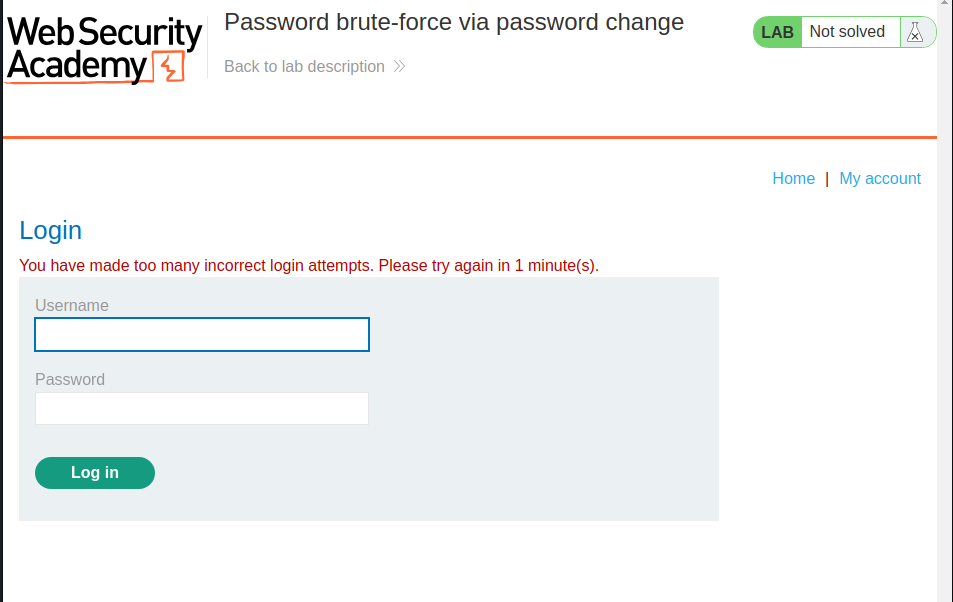 Web Security
Academy
Password brute-force via password change
Back to lab description
LAB Not solved
Home | My account
Login
You have made too many incorrect login attempts. Please try again in 1 minute(s).
Username
Password
Log in